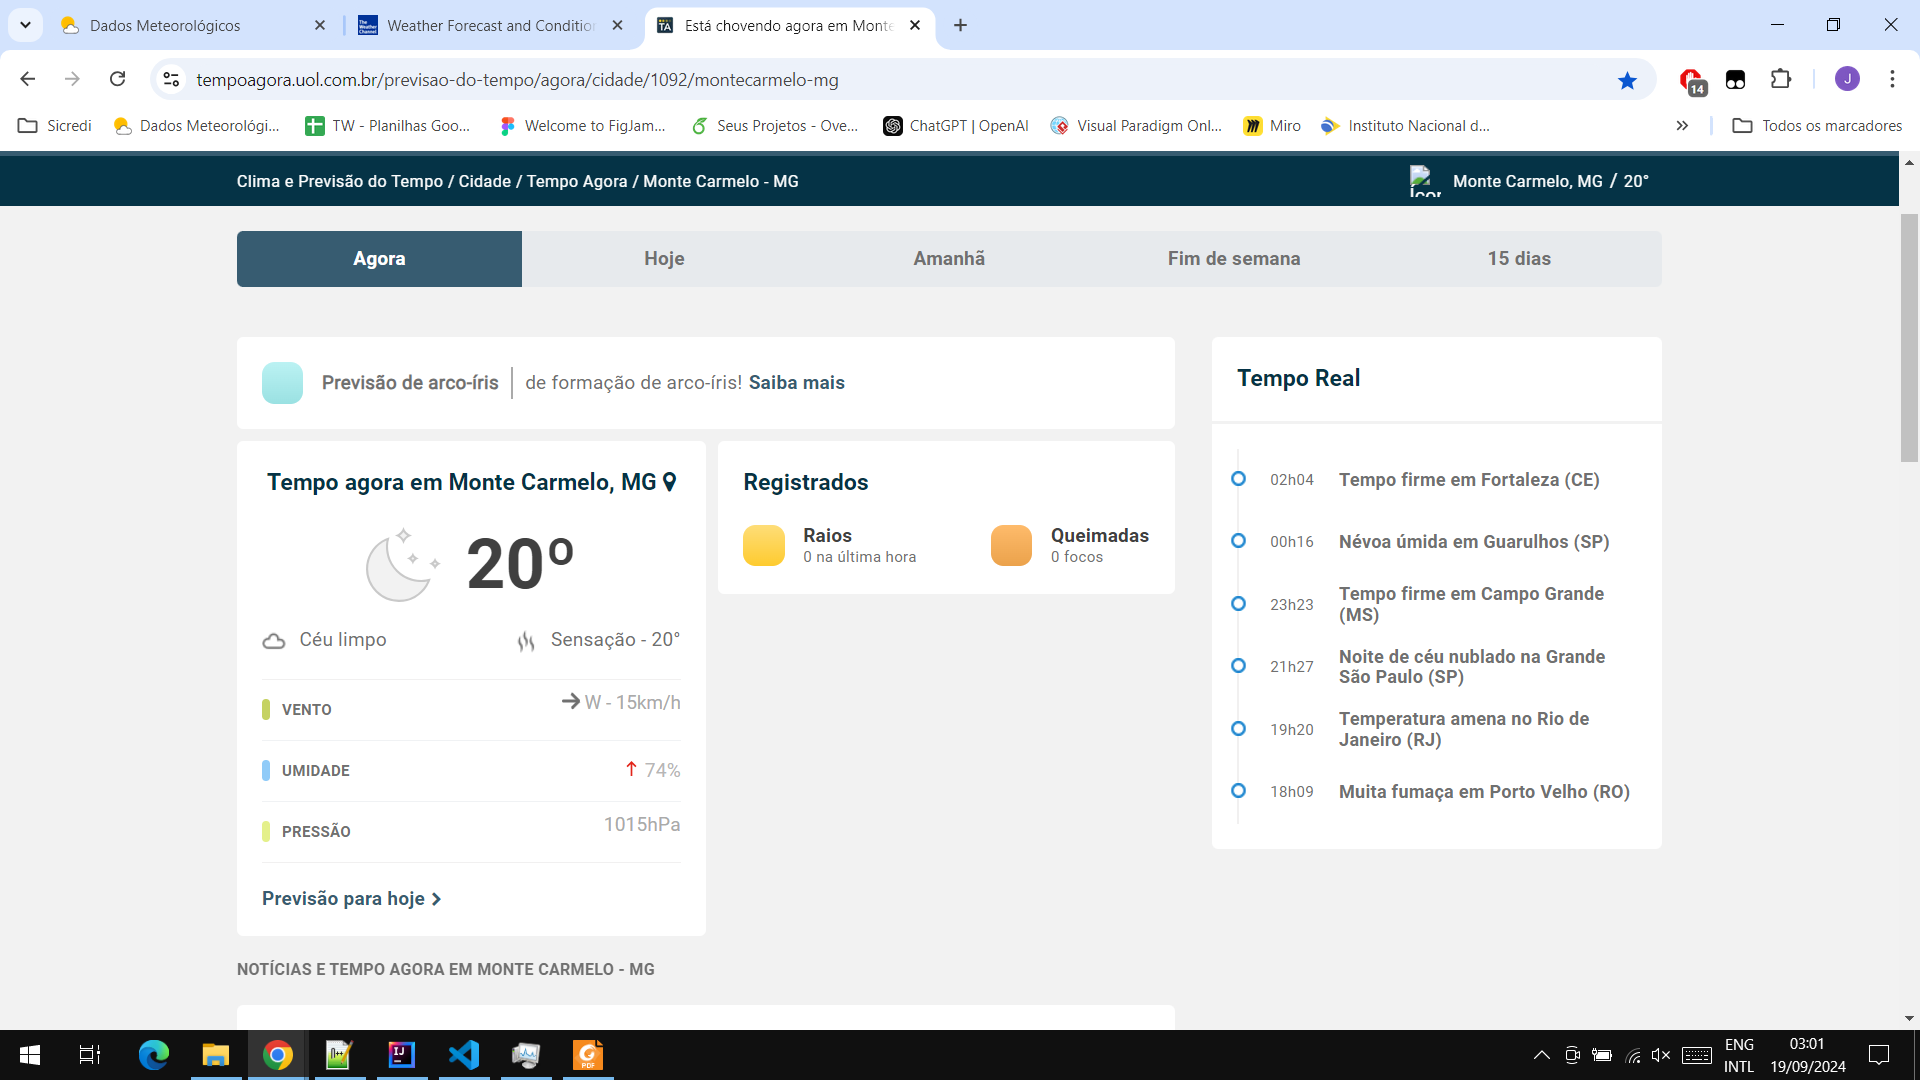 Dados Meteorológicos
Weather Forecast and Conditio
Está chovendo agora em Monte
tempoagora.uol.com.br/previsao-do-tempo/agora/cidade/1092/montecarmelo-mg
14
J
Sicredi
Dados Meteorológi...
TW - Planilhas Goo...
Welcome to FigJam...
Seus Projetos - Ove...
ChatGPT | OpenAI
Visual Paradigm Onl...
Miro
Instituto Nacional d...
Todos os marcadores
Clima e Previsão do Tempo / Cidade / Tempo Agora / Monte Carmelo - MG
Monte Carmelo, MG / 20°
Agora
Hoje
Amanhã
Fim de semana
15 dias
Previsão de arco-íris
de formação de arco-íris! Saiba mais
Tempo agora em Monte Carmelo, MG
20º
Céu limpo
Sensação - 20°
VENTO
W - 15km/h
UMIDADE
74%
PRESSÃO
1015hPa
Previsão para hoje
Registrados
Raios
0 na última hora
Queimadas
0 focos
Tempo Real
02h04 Tempo firme em Fortaleza (CE)
00h16 Névoa úmida em Guarulhos (SP)
23h23 Tempo firme em Campo Grande
(MS)
21h27 Noite de céu nublado na Grande
São Paulo (SP)
19h20 Temperatura amena no Rio de
Janeiro (RJ)
18h09 Muita fumaça em Porto Velho (RO)
NOTÍCIAS E TEMPO AGORA EM MONTE CARMELO - MG
ENG
INTL
03:01
19/09/2024